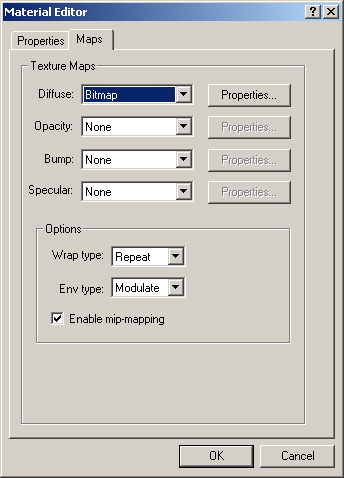 Material Editor
Properties Maps
Texture Maps
Diffuse: Bitmap Properties...
Opacity: None Properties...
Bump: None Properties...
Specular: None Properties...
Options
Wrap type: Repeat
Env type: Modulate
Enable mip-mapping
OK Cancel